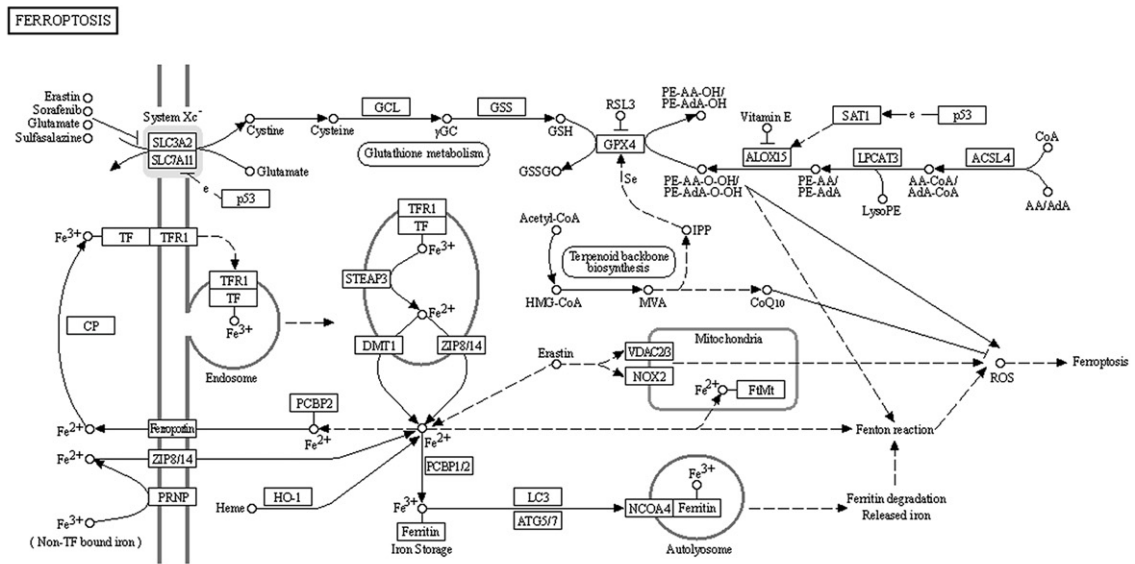 FERROPTOSIS
Erastin
Sorafenib
Glutamate
Sulfasalazine
System Xc-
SLC3A2
SLC7A11
Cystine
Glutamate
e
p53
Cysteine
GCL
γGC
GSS
GSH
Glutathione metabolism
GSSG
RSL3
GPX4
Se
PE-AA-OH/
PE-AdA-OH
PE-AA-O-OH/
PE-AdA-O-OH
Vitamin E
ALOX15
SAT1
e
p53
PE-AA/
PE-AdA
LPCAT3
LysoPE
AA-CoA/
AdA-CoA
ACSL4
CoA
AA/AdA
Fe3+
TF
TFR1
TFR1
TF
Fe3+
Endosome
CP
TFR1
TF
Fe3+
STEAP3
Fe2+
DMT1
ZIP8/14
Acetyl-CoA
Terpenoid backbone
biosynthesis
HMG-CoA
MVA
IPP
CoQ10
Erastin
Mitochondria
VDAC2/3
NOX2
Fe2+
FtMt
ROS
Ferroptosis
Fe2+
Ferroportin
PCBP2
Fe2+
Fe2+
Fenton reaction
Fe2+
ZIP8/14
PRNP
Fe3+
( Non-TF bound iron )
Heme
HO-1
PCBP1/2
Fe3+
Ferritin
Iron Storage
LC3
ATG5/7
Fe3+
NCOA4
Ferritin
Autolyosome
Ferritin degradation
Released iron